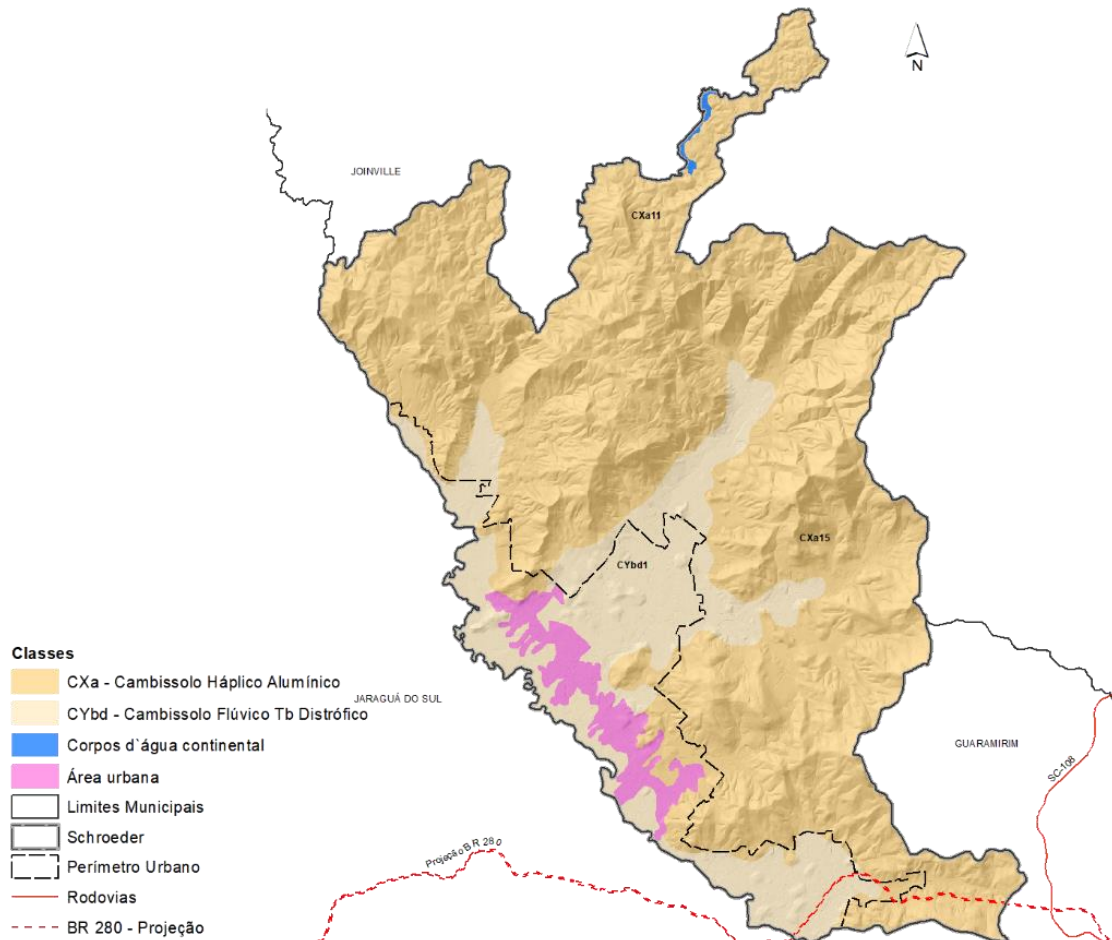 N
JOINVILLE
CXa11
CXa15
CYbd1
JARAGUÁ DO SUL
GUARAMIRIM
SC-108
Projeção BR 280
Classes
CXa - Cambissolo Háplico Alumínico
CYbd - Cambissolo Flúvico Tb Distrófico
Corpos d`água continental
Área urbana
Limites Municipais
Schroeder
Perímetro Urbano
Rodovias
BR 280 - Projeção